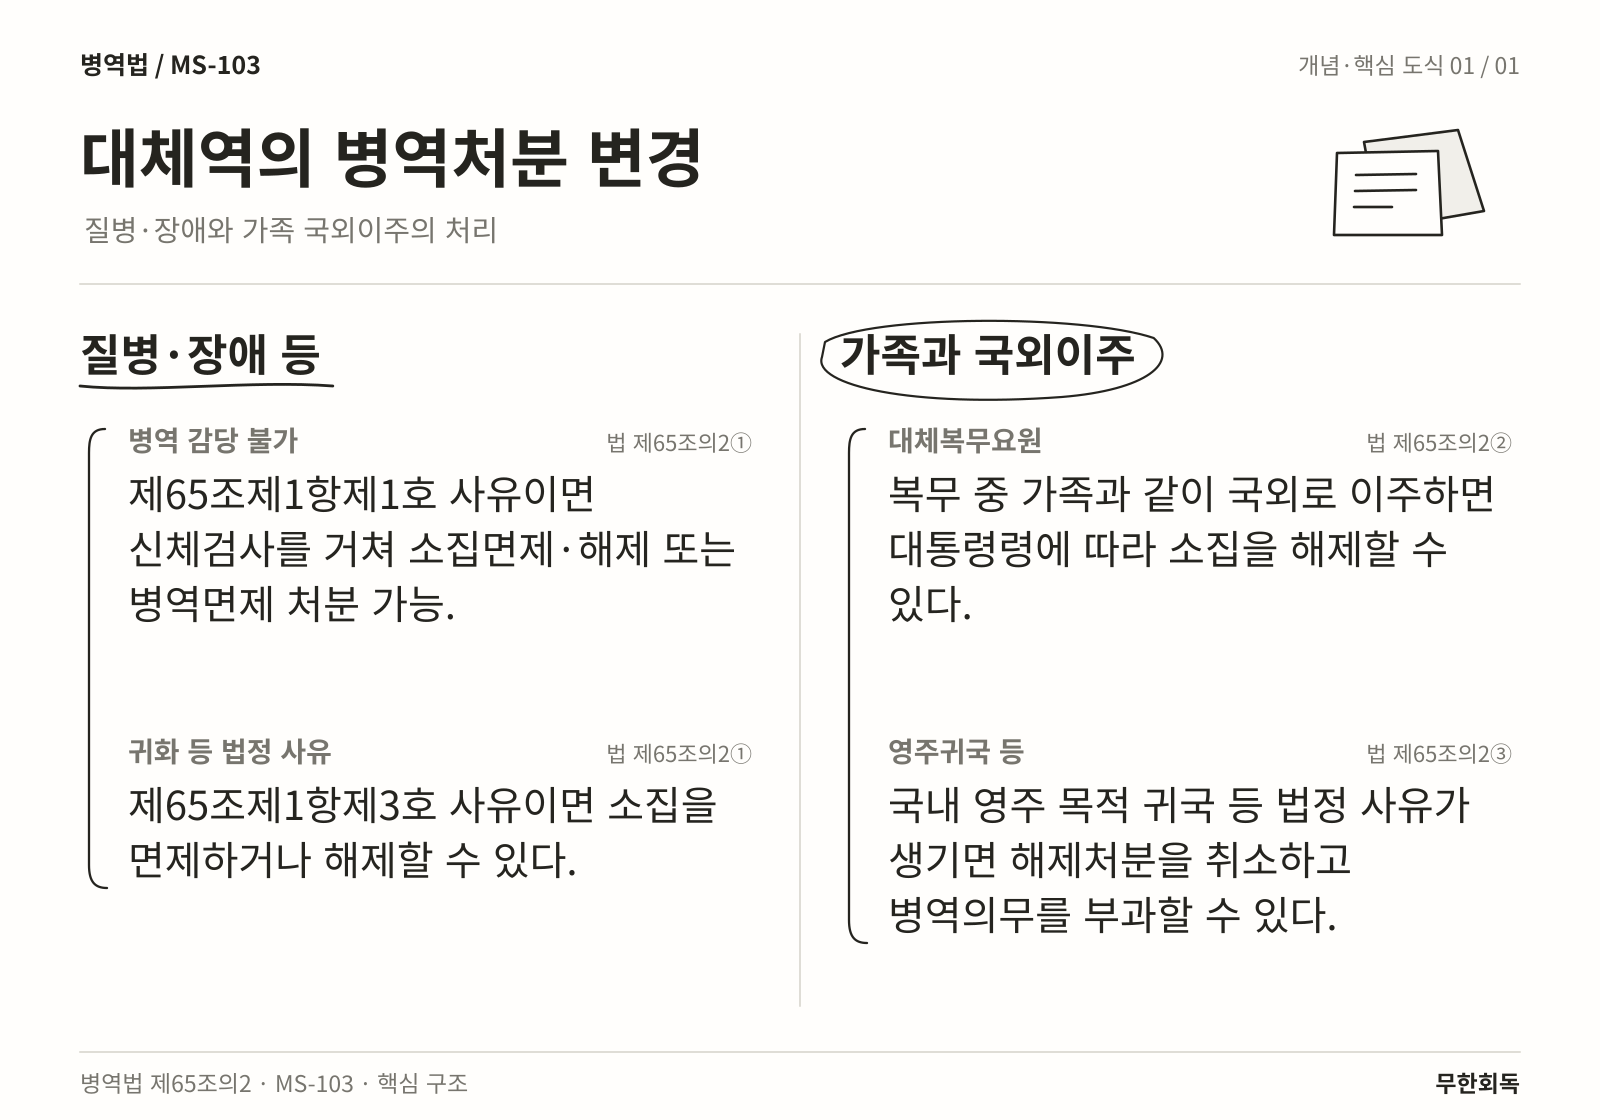 병역법 / MS-103
개념·핵심 도식 01 / 01
대체역의 병역처분 변경
질병·장애와 가족 국외이주의 처리
질병·장애 등
병역 감당 불가
법 제65조의2①
제65조제1항제1호 사유이면
신체검사를 거쳐 소집면제·해제 또는
병역면제 처분 가능.
귀화 등 법정 사유
법 제65조의2①
제65조제1항제3호 사유이면 소집을
면제하거나 해제할 수 있다.
가족과 국외이주
대체복무요원
법 제65조의2②
복무 중 가족과 같이 국외로 이주하면
대통령령에 따라 소집을 해제할 수
있다.
영주귀국 등
법 제65조의2③
국내 영주 목적 귀국 등 법정 사유가
생기면 해제처분을 취소하고
병역의무를 부과할 수 있다.
병역법 제65조의2 · MS-103 · 핵심 구조
무한회독